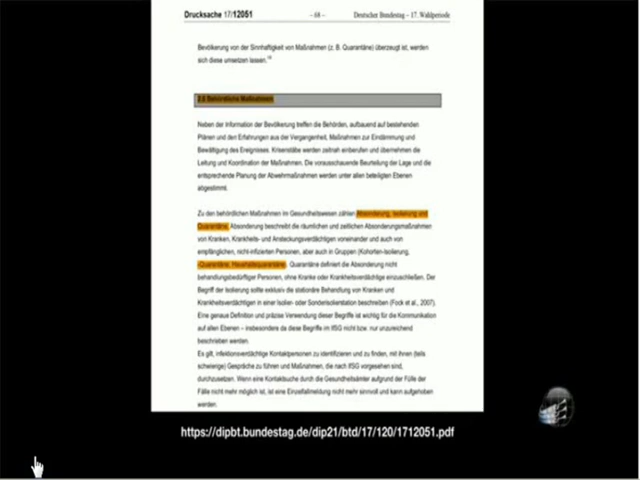 Drucksache 17/12051
– 68 –
Deutscher Bundestag – 17. Wahlperiode
Bevölkerung von der Sinnhaftigkeit von Maßnahmen (z. B. Quarantäne) überzeugt ist, werden
sich diese umsetzen lassen.
Behördliche Maßnahmen
Neben der Information der Bevölkerung treffen die Behörden, aufbauend auf bestehenden
Plänen und den Erfahrungen aus der Vergangenheit, Maßnahmen zur Eindämmung und
Bewältigung des Ereignisses. Krisenstäbe werden zeitnah einberufen und übernehmen die
Leitung und Koordination der Maßnahmen. Die vorausschauende Beurteilung der Lage und die
entsprechende Planung der Abwehrmaßnahmen werden unter allen beteiligten Ebenen
abgestimmt.
Zu den behördlichen Maßnahmen im Gesundheitswesen zählen Absonderung, Isolierung und
Quarantäne. Absonderung beschreibt die räumlichen und zeitlichen Absonderungsmaßnahmen
von Kranken, Krankheits- und Ansteckungsverdächtigen voneinander und auch von
empfänglichen, nicht-infizierten Personen, aber auch in Gruppen (Kohorten-Isolierung,
-Quarantäne, Haushaltsquarantäne). Quarantäne definiert die Absonderung nicht
behandlungsbedürftiger Personen, ohne Kranke oder Krankheitsverdächtige einzuschließen. Der
Begriff der Isolierung sollte exklusiv die stationäre Behandlung von Kranken und
Krankheitsverdächtigen in einer Isolier- oder Sonderisolierstation beschreiben (Fock et al., 2007).
Eine genaue Definition und präzise Verwendung dieser Begriffe ist wichtig für die Kommunikation
auf allen Ebenen – insbesondere da diese Begriffe im IfSG nicht bzw. nur unzureichend
beschrieben werden.
Es gilt, infektionsverdächtige Kontaktpersonen zu identifizieren und zu finden, mit ihnen (teils
schwierige) Gespräche zu führen und Maßnahmen, die nach IfSG vorgesehen sind,
durchzusetzen. Wenn eine Kontaktsuche durch die Gesundheitsämter aufgrund der Fülle der
Fälle nicht mehr möglich ist, ist eine Einzelfallmeldung nicht mehr sinnvoll und kann aufgehoben
werden.
https://dipbt.bundestag.de/dip21/btd/17/120/1712051.pdf